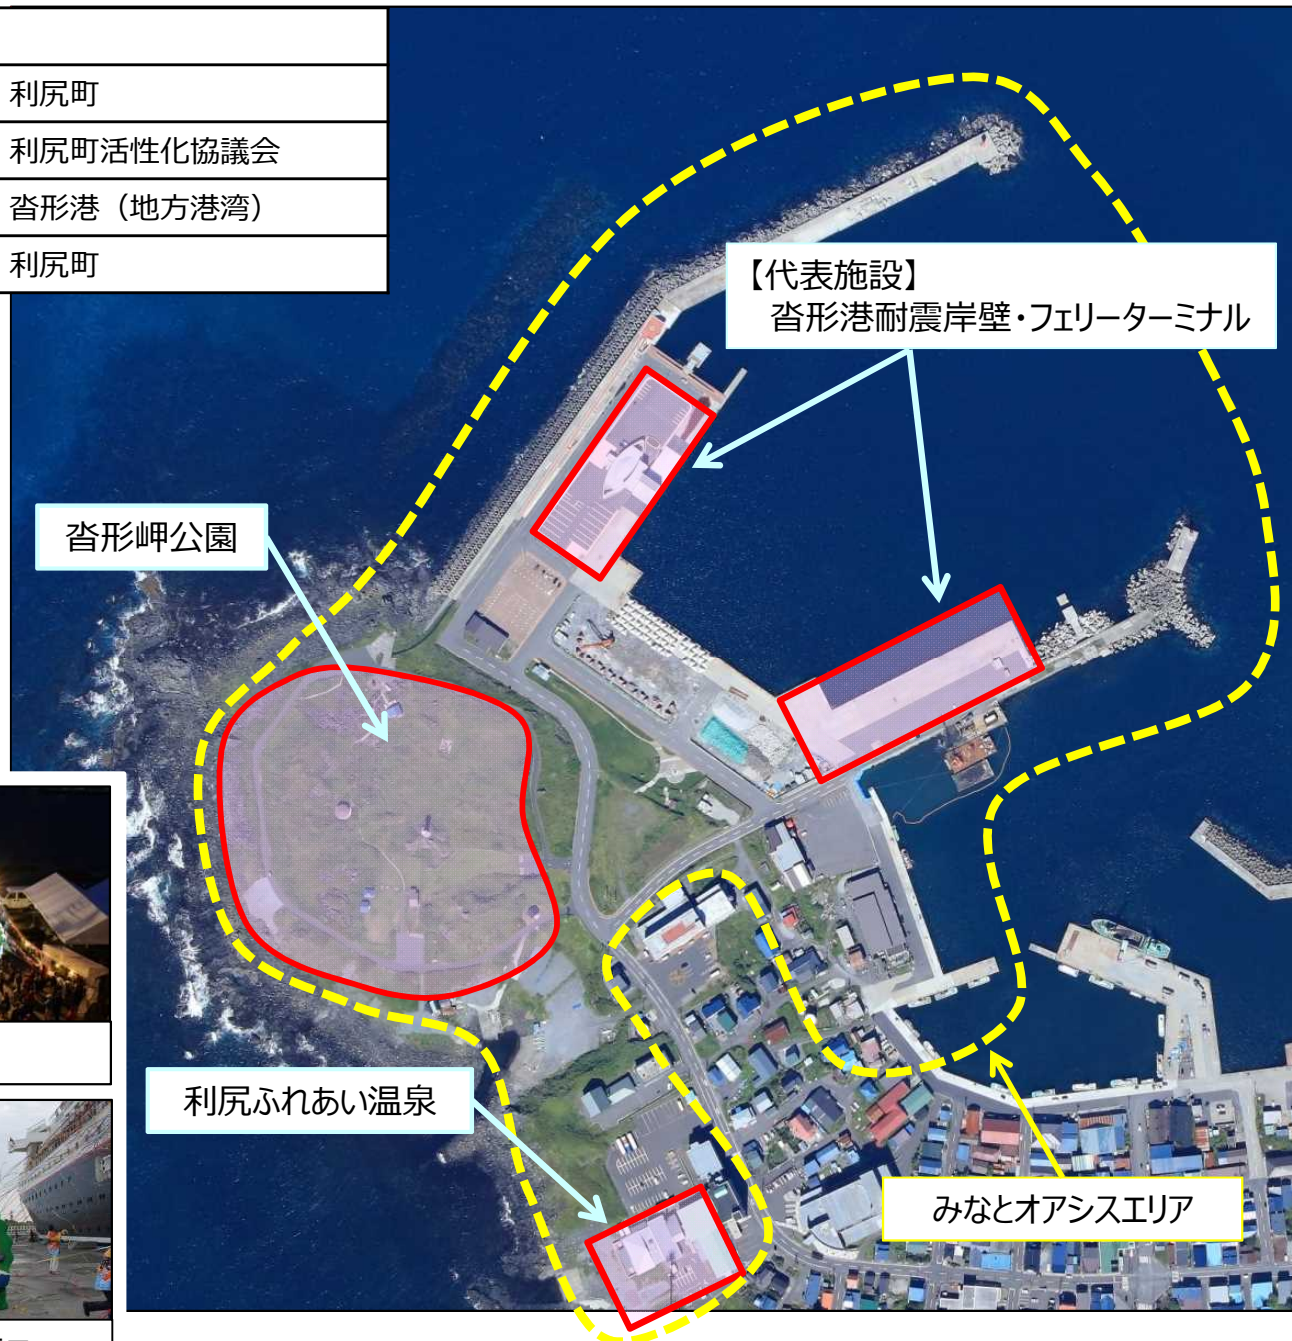 利尻町
利尻町活性化協議会
沓形港（地方港湾）
利尻町
【代表施設】
沓形港耐震岸壁・フェリーターミナル
沓形岬公園
利尻ふれあい温泉
みなとオアシスエリア